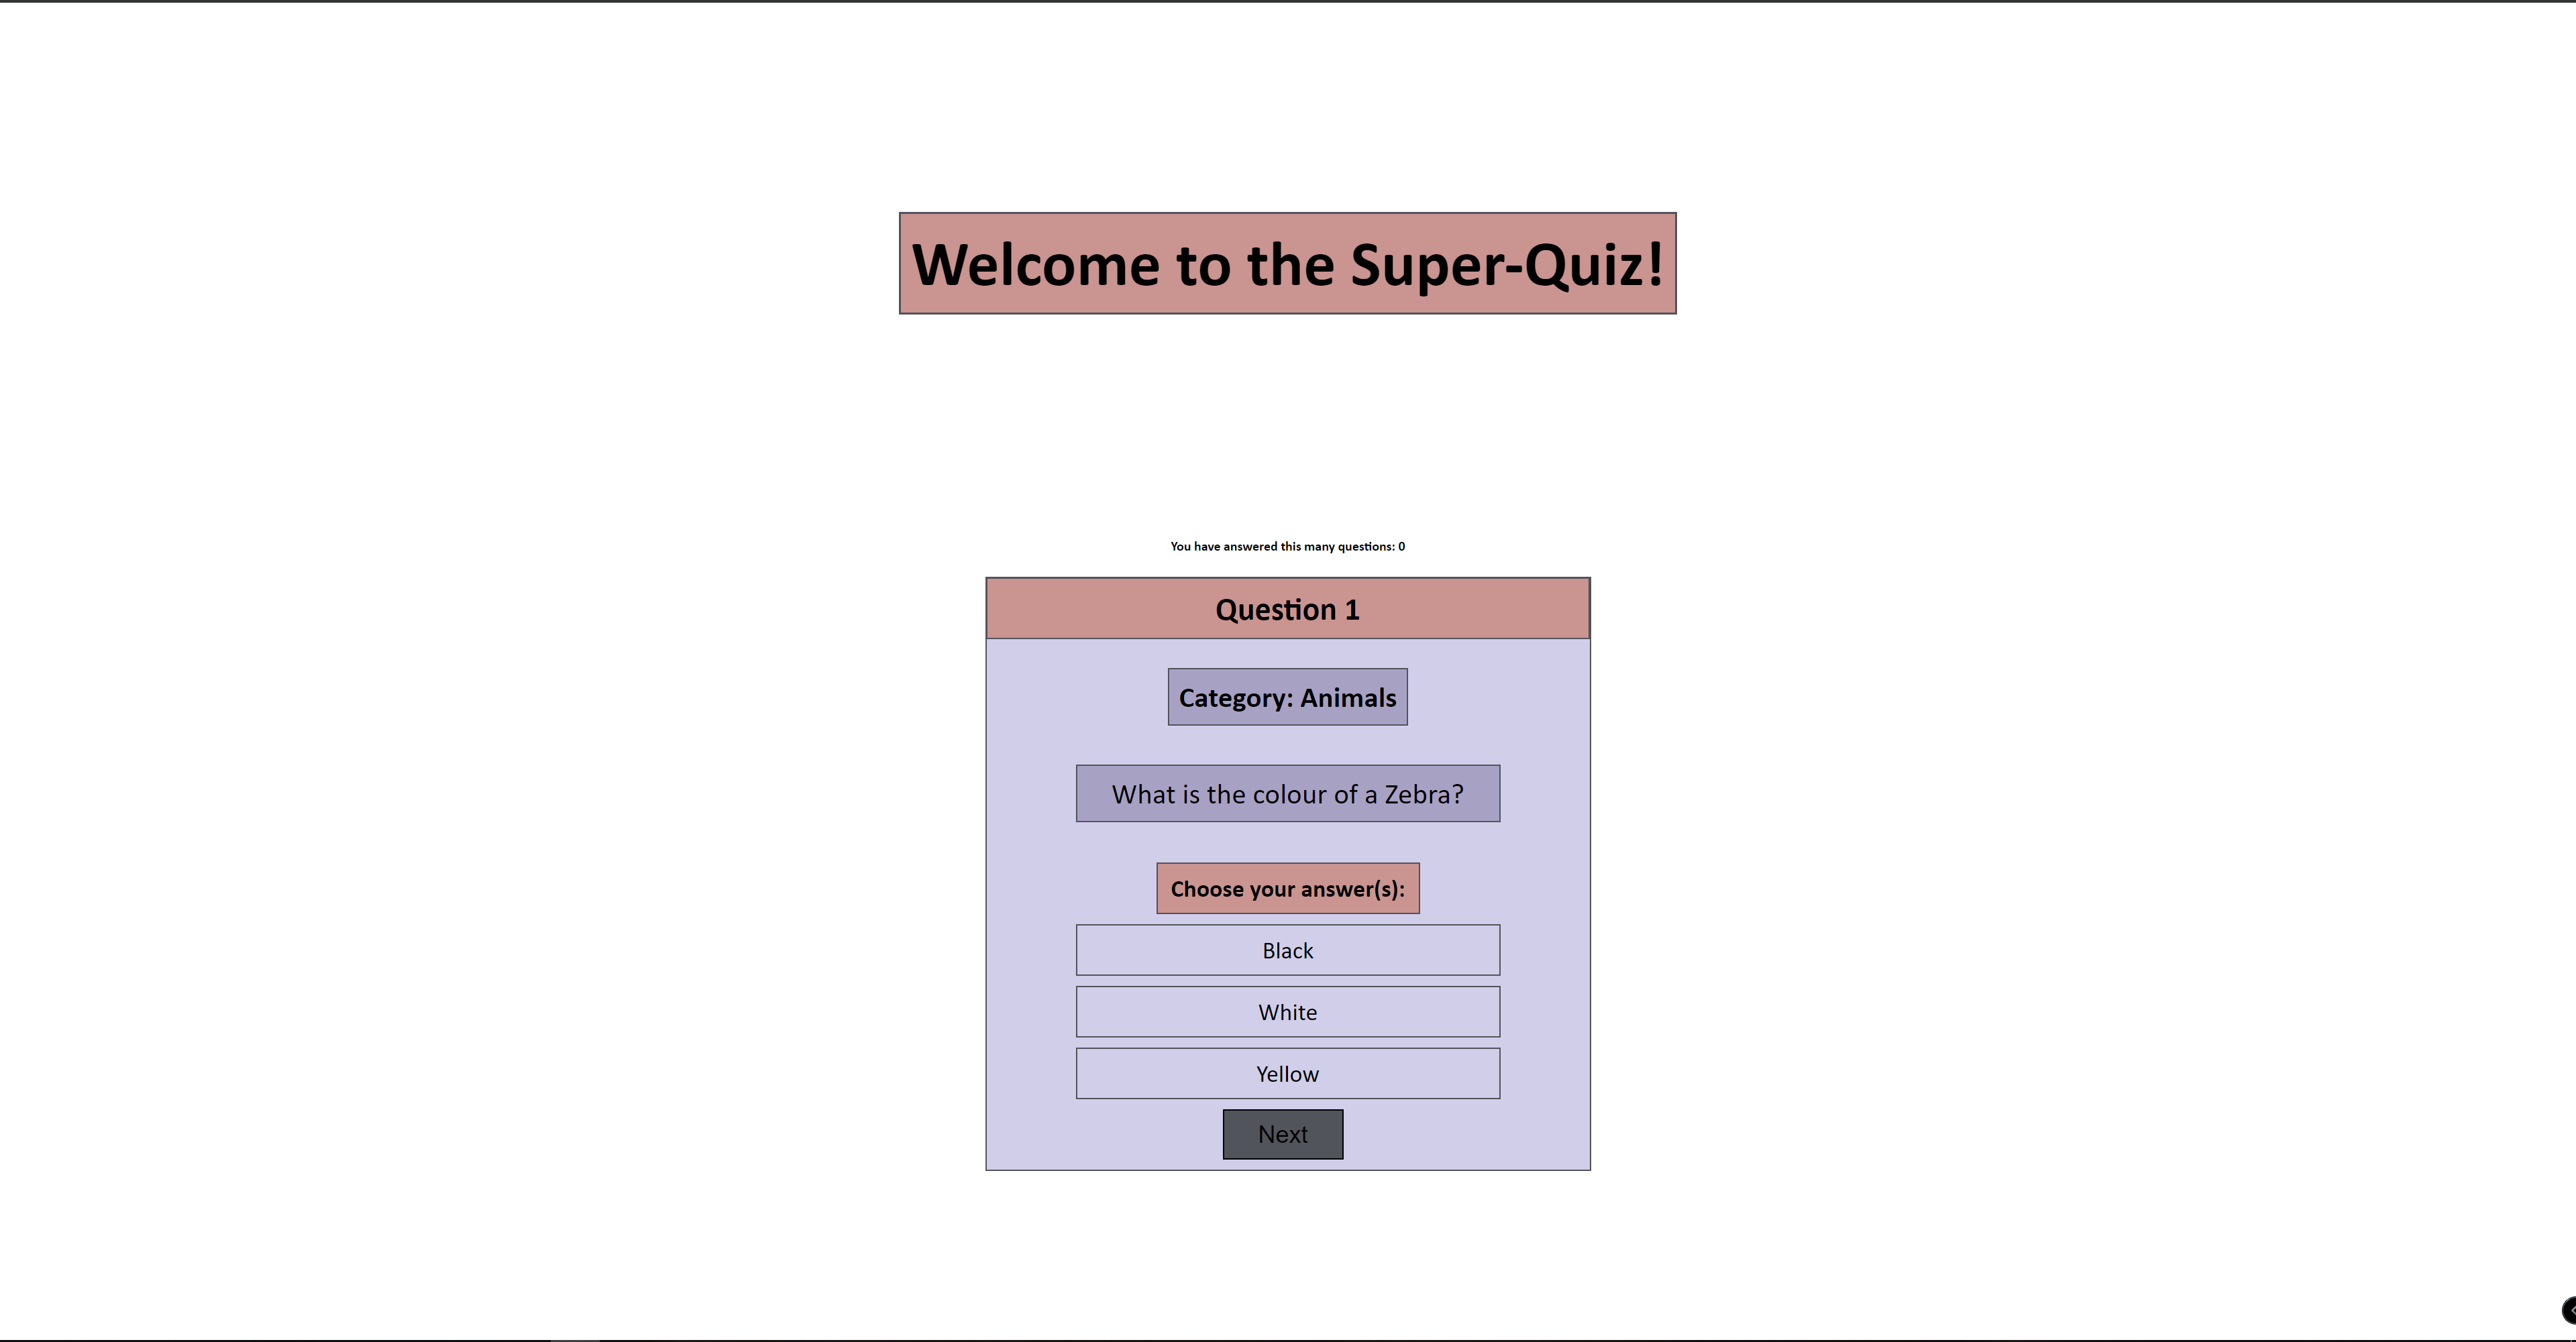 Welcome to the Super-Quiz!
You have answered this many questions: 0
Question 1
Category: Animals
What is the colour of a Zebra?
Choose your answer(s):
Black
White
Yellow
Next